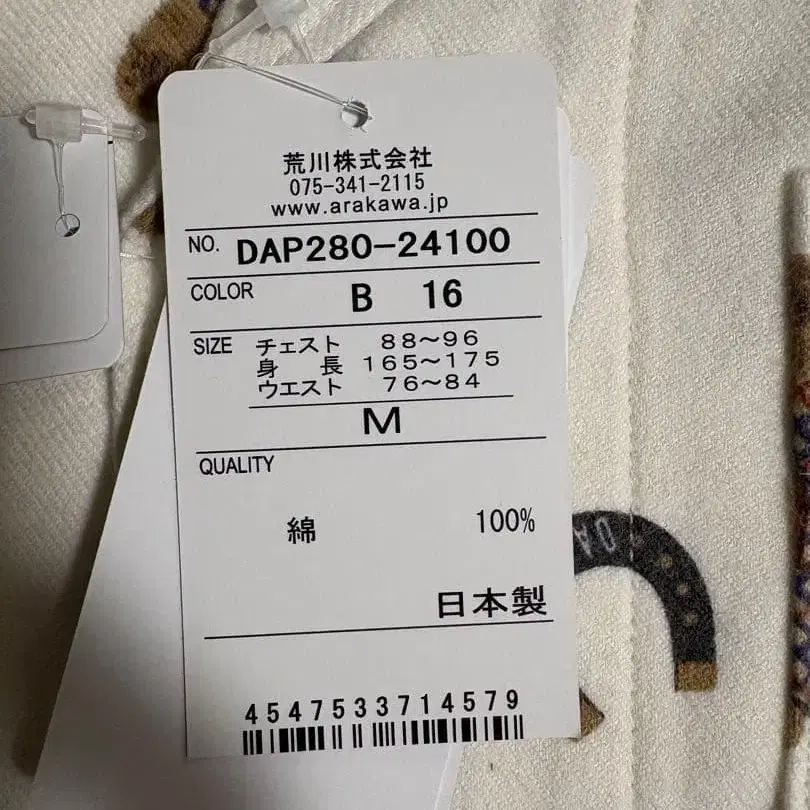 荒川株式会社
075-341-2115
www.arakawa.jp
NO. DAP280-24100
COLOR B 16
SIZE チェスト 88～96
身 長 165～175
ウエスト 76～84
M
QUALITY
綿 100%
日本製
4547533714579
DA